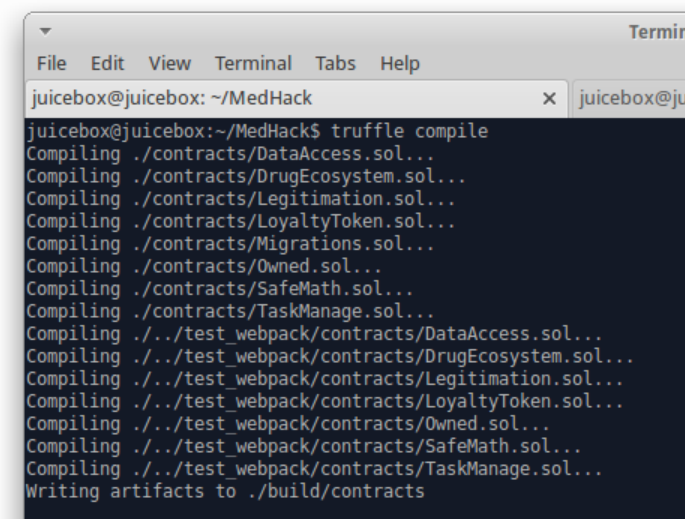 Termin
File Edit View Terminal Tabs Help
juicebox@juicebox: ~/MedHack × juicebox@ju
juicebox@juicebox:~/MedHack$ truffle compile
Compiling ./contracts/DataAccess.sol...
Compiling ./contracts/DrugEcosystem.sol...
Compiling ./contracts/Legitimation.sol...
Compiling ./contracts/LoyaltyToken.sol...
Compiling ./contracts/Migrations.sol...
Compiling ./contracts/Owned.sol...
Compiling ./contracts/SafeMath.sol...
Compiling ./contracts/TaskManage.sol...
Compiling ./../test_webpack/contracts/DataAccess.sol...
Compiling ./../test_webpack/contracts/DrugEcosystem.sol...
Compiling ./../test_webpack/contracts/Legitimation.sol...
Compiling ./../test_webpack/contracts/LoyaltyToken.sol...
Compiling ./../test_webpack/contracts/Owned.sol...
Compiling ./../test_webpack/contracts/SafeMath.sol...
Compiling ./../test_webpack/contracts/TaskManage.sol...
Writing artifacts to ./build/contracts